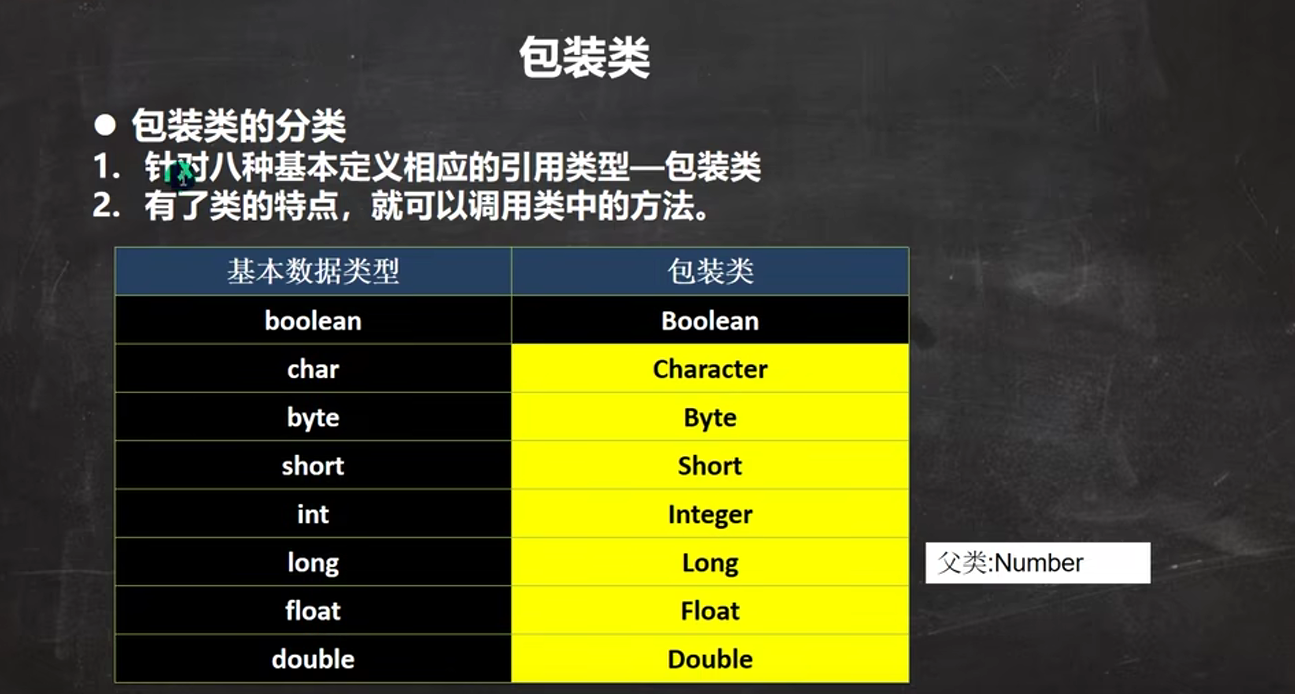 包装类
● 包装类的分类
1. 针对八种基本定义相应的引用类型—包装类
2. 有了类的特点，就可以调用类中的方法。
基本数据类型 包装类
boolean Boolean
char Character
byte Byte
short Short
int Integer
long Long
父类:Number
float Float
double Double